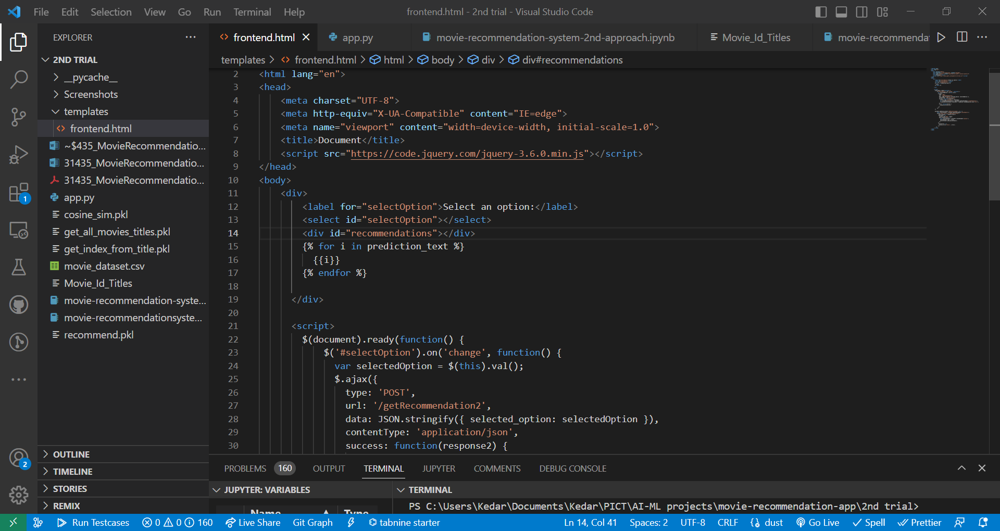 File Edit Selection View Go Run Terminal Help
frontend.html - 2nd trial - Visual Studio Code
EXPLORER
2ND TRIAL
__pycache__
Screenshots
templates
frontend.html
~$435_MovieRecommendatio...
31435_MovieRecommendatio...
31435_MovieRecommendatio...
app.py
cosine_sim.pkl
get_all_movies_titles.pkl
get_index_from_title.pkl
movie_dataset.csv
Movie_Id_Titles
movie-recommendation-syste...
movie-recommendationsyste...
recommend.pkl
OUTLINE
TIMELINE
STORIES
REMIX
1
2
frontend.html app.py movie-recommendation-system-2nd-approach.ipynb Movie_Id_Titles movie-recommendat
templates > frontend.html > html > body > div > div#recommendations
2 <html lang="en">
3 <head>
4 <meta charset="UTF-8">
5 <meta http-equiv="X-UA-Compatible" content="IE=edge">
6 <meta name="viewport" content="width=device-width, initial-scale=1.0">
7 <title>Document</title>
8 <script src="https://code.jquery.com/jquery-3.6.0.min.js"></script>
9 </head>
10 <body>
11 <div>
12 <label for="selectOption">Select an option:</label>
13 <select id="selectOption"></select>
14 <div id="recommendations"></div>
15 {% for i in prediction_text %}
16 {{i}}
17 {% endfor %}
18
19 </div>
20
21 <script>
22 $(document).ready(function() {
23 $('#selectOption').on('change', function() {
24 var selectedOption = $(this).val();
25 $.ajax({
26 type: 'POST',
27 url: '/getRecommendation2',
28 data: JSON.stringify({ selected_option: selectedOption }),
29 contentType: 'application/json',
30 success: function(response2) {
PROBLEMS 160 OUTPUT TERMINAL JUPYTER COMMENTS DEBUG CONSOLE
JUPYTER: VARIABLES
Name Type
TERMINAL
PS C:\Users\Kedar\Documents\Kedar\PICT\AI-ML projects\movie-recommendation-app\2nd trial>
Run Testcases 0 0 160 Live Share Git Graph tabnine starter Ln 14, Col 41 Spaces: 2 UTF-8 CRLF dust Go Live Spell Prettier